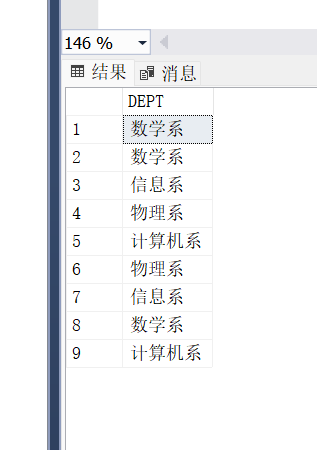 146 %
结果 消息
DEPT
1 数学系
2 数学系
3 信息系
4 物理系
5 计算机系
6 物理系
7 信息系
8 数学系
9 计算机系